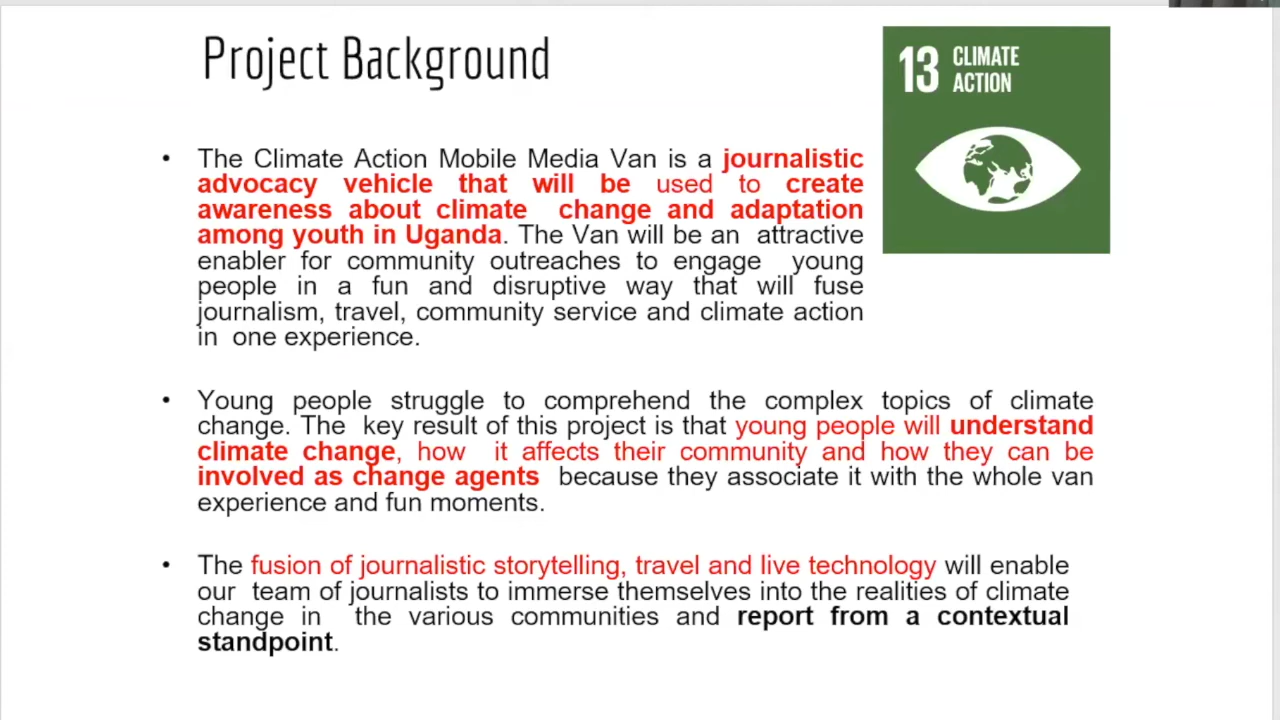 Project Background
13 CLIMATE
ACTION
• The Climate Action Mobile Media Van is a journalistic
advocacy vehicle that will be used to create
awareness about climate change and adaptation
among youth in Uganda. The Van will be an attractive
enabler for community outreaches to engage young
people in a fun and disruptive way that will fuse
journalism, travel, community service and climate action
in one experience.
• Young people struggle to comprehend the complex topics of climate
change. The key result of this project is that young people will understand
climate change, how it affects their community and how they can be
involved as change agents because they associate it with the whole van
experience and fun moments.
• The fusion of journalistic storytelling, travel and live technology will enable
our team of journalists to immerse themselves into the realities of climate
change in the various communities and report from a contextual
standpoint.